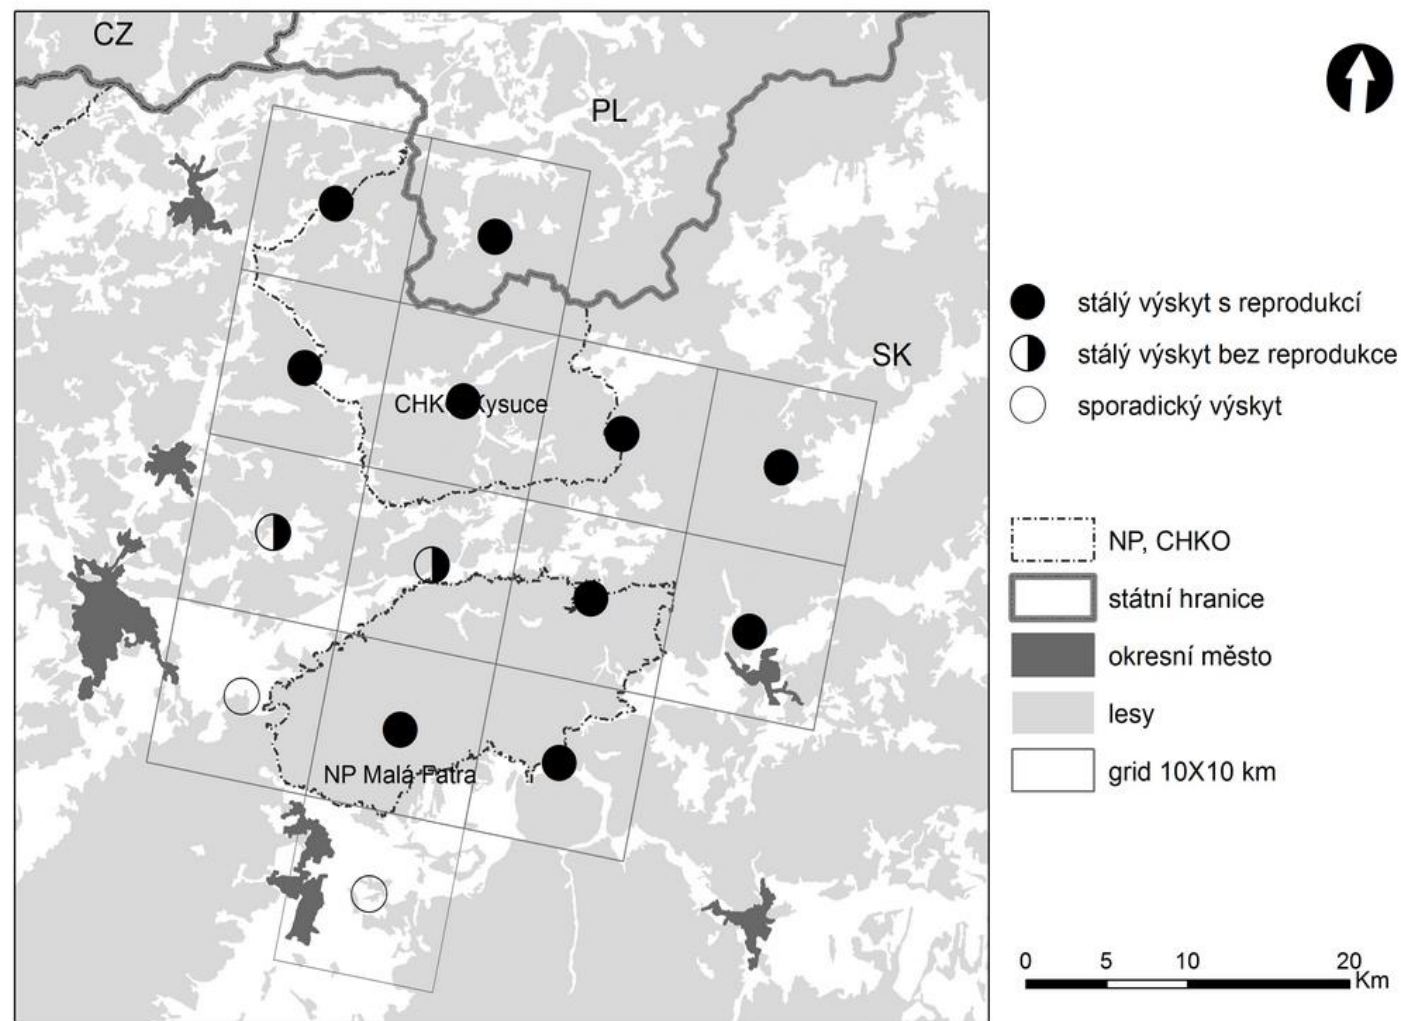 CZ
PL
SK
CHKO Kysuce
NP Malá Fatra
stálý výskyt s reprodukcí
stálý výskyt bez reprodukce
sporadický výskyt
NP, CHKO
státní hranice
okresní město
lesy
grid 10X10 km
0 5 10 20
Km